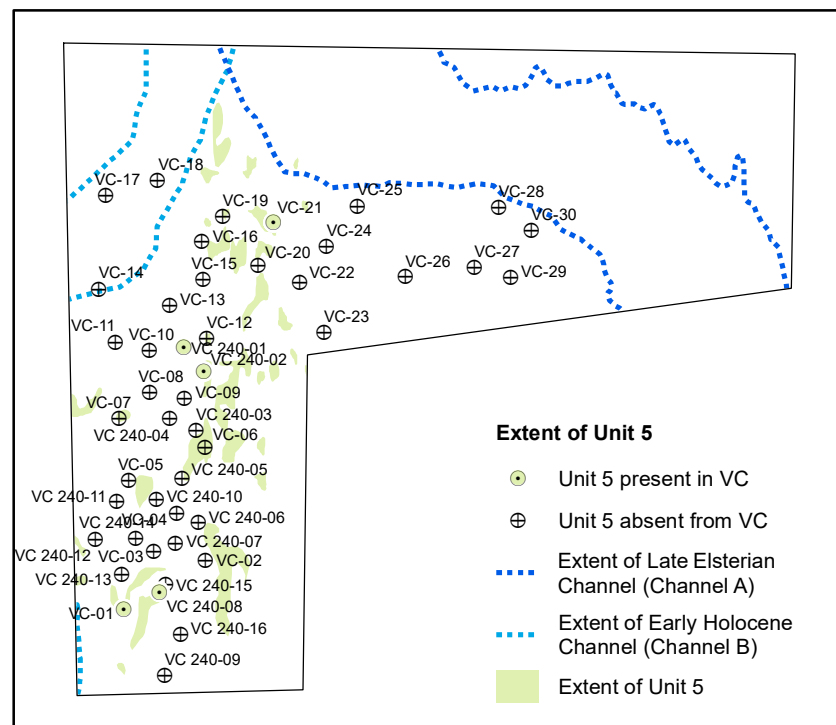 VC-18
VC-17
VC-25
VC-28
VC-19
VC-21
VC-30
VC-24
VC-16
VC-20
VC-27
VC-14
VC-15
VC-22
VC-26
VC-29
VC-13
VC-11
VC-12
VC-23
VC-10
VC 240-01
VC 240-02
VC-08
VC-09
VC-07
VC 240-03
VC 240-04
VC-06
VC-05
VC 240-05
VC 240-11
VC 240-10
VC-04
VC 240-14
VC 240-06
VC 240-12
VC-03
VC 240-07
VC-02
VC 240-13
VC 240-15
VC-01
VC 240-08
VC 240-16
VC 240-09
Extent of Unit 5
Unit 5 present in VC
Unit 5 absent from VC
Extent of Late Elsterian
Channel (Channel A)
Extent of Early Holocene
Channel (Channel B)
Extent of Unit 5